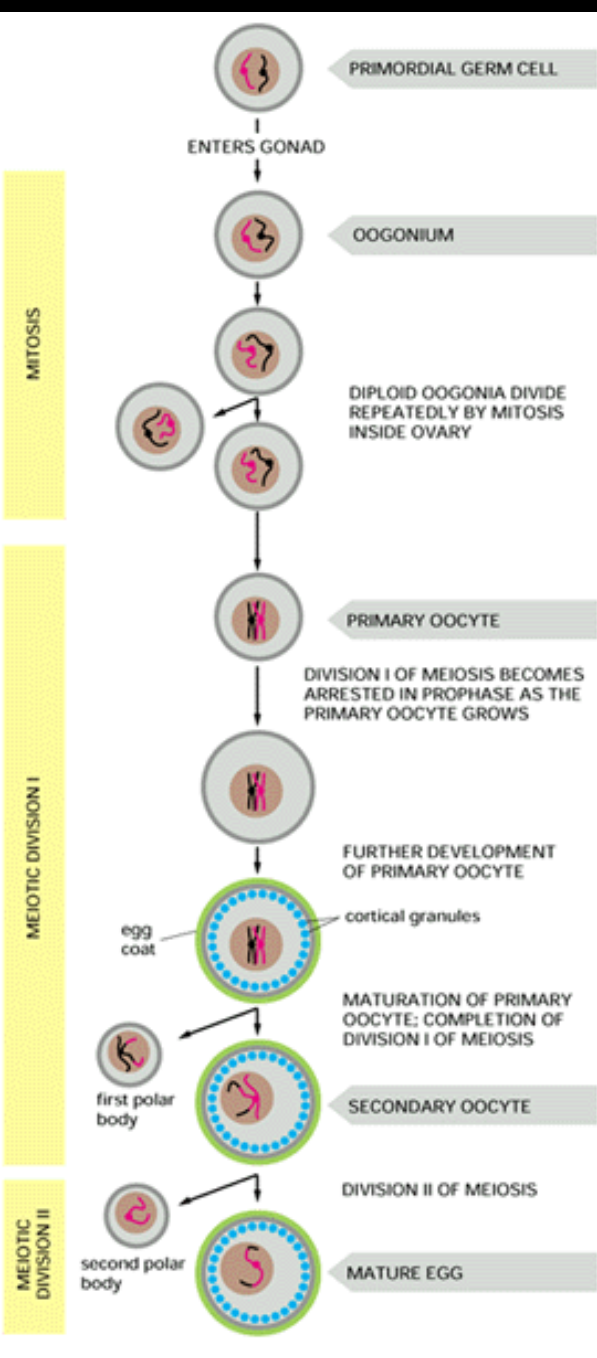 PRIMORDIAL GERM CELL
ENTERS GONAD
MITOSIS
OOGONIUM
DIPLOID OOGONIA DIVIDE
REPEATEDLY BY MITOSIS
INSIDE OVARY
MEIOTIC DIVISION I
PRIMARY OOCYTE
DIVISION I OF MEIOSIS BECOMES
ARRESTED IN PROPHASE AS THE
PRIMARY OOCYTE GROWS
FURTHER DEVELOPMENT
OF PRIMARY OOCYTE
egg
coat
cortical granules
MATURATION OF PRIMARY
OOCYTE; COMPLETION OF
DIVISION I OF MEIOSIS
first polar
body
SECONDARY OOCYTE
MEIOTIC
DIVISION II
DIVISION II OF MEIOSIS
second polar
body
MATURE EGG